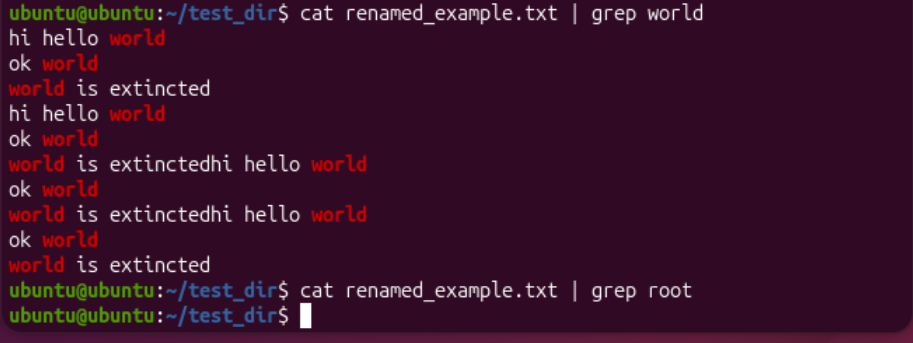 ubuntu@ubuntu:~/test_dir$ cat renamed_example.txt | grep world
hi hello world
ok world
world is extincted
hi hello world
ok world
world is extinctedhi hello world
ok world
world is extinctedhi hello world
ok world
world is extincted
ubuntu@ubuntu:~/test_dir$ cat renamed_example.txt | grep root
ubuntu@ubuntu:~/test_dir$